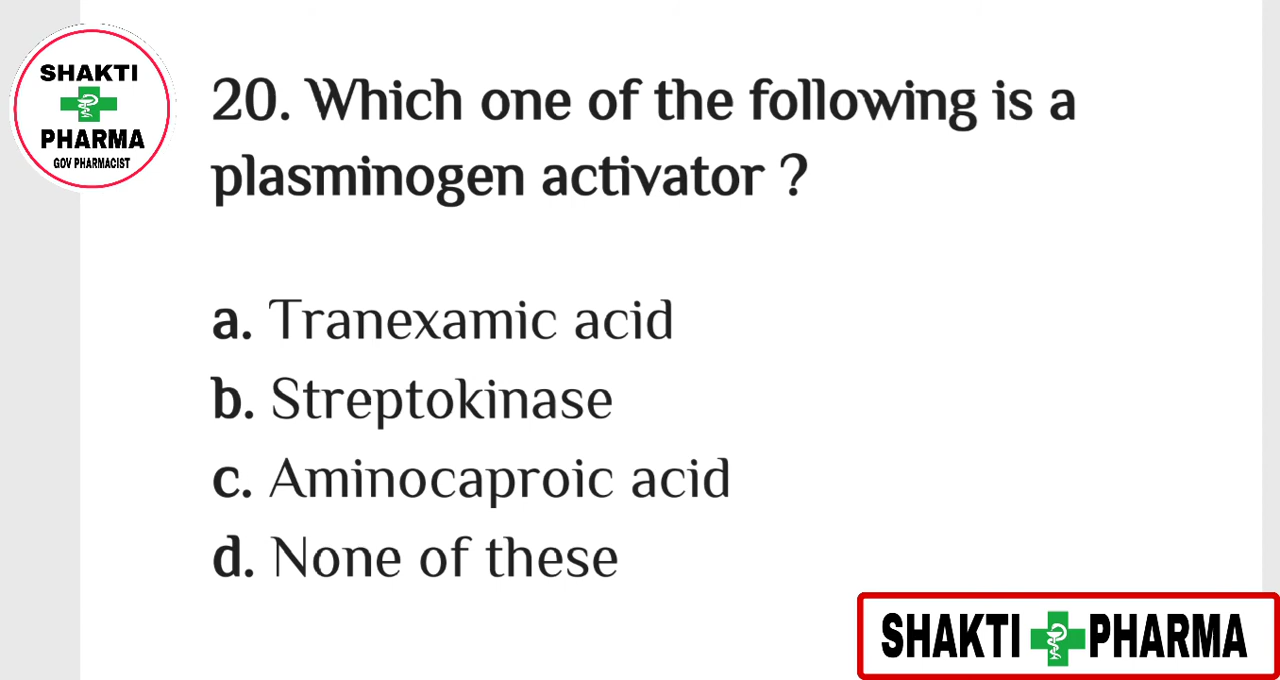 SHAKTI
PHARMA
GOV PHARMACIST
20. Which one of the following is a
plasminogen activator ?
a. Tranexamic acid
b. Streptokinase
c. Aminocaproic acid
d. None of these
SHAKTI PHARMA